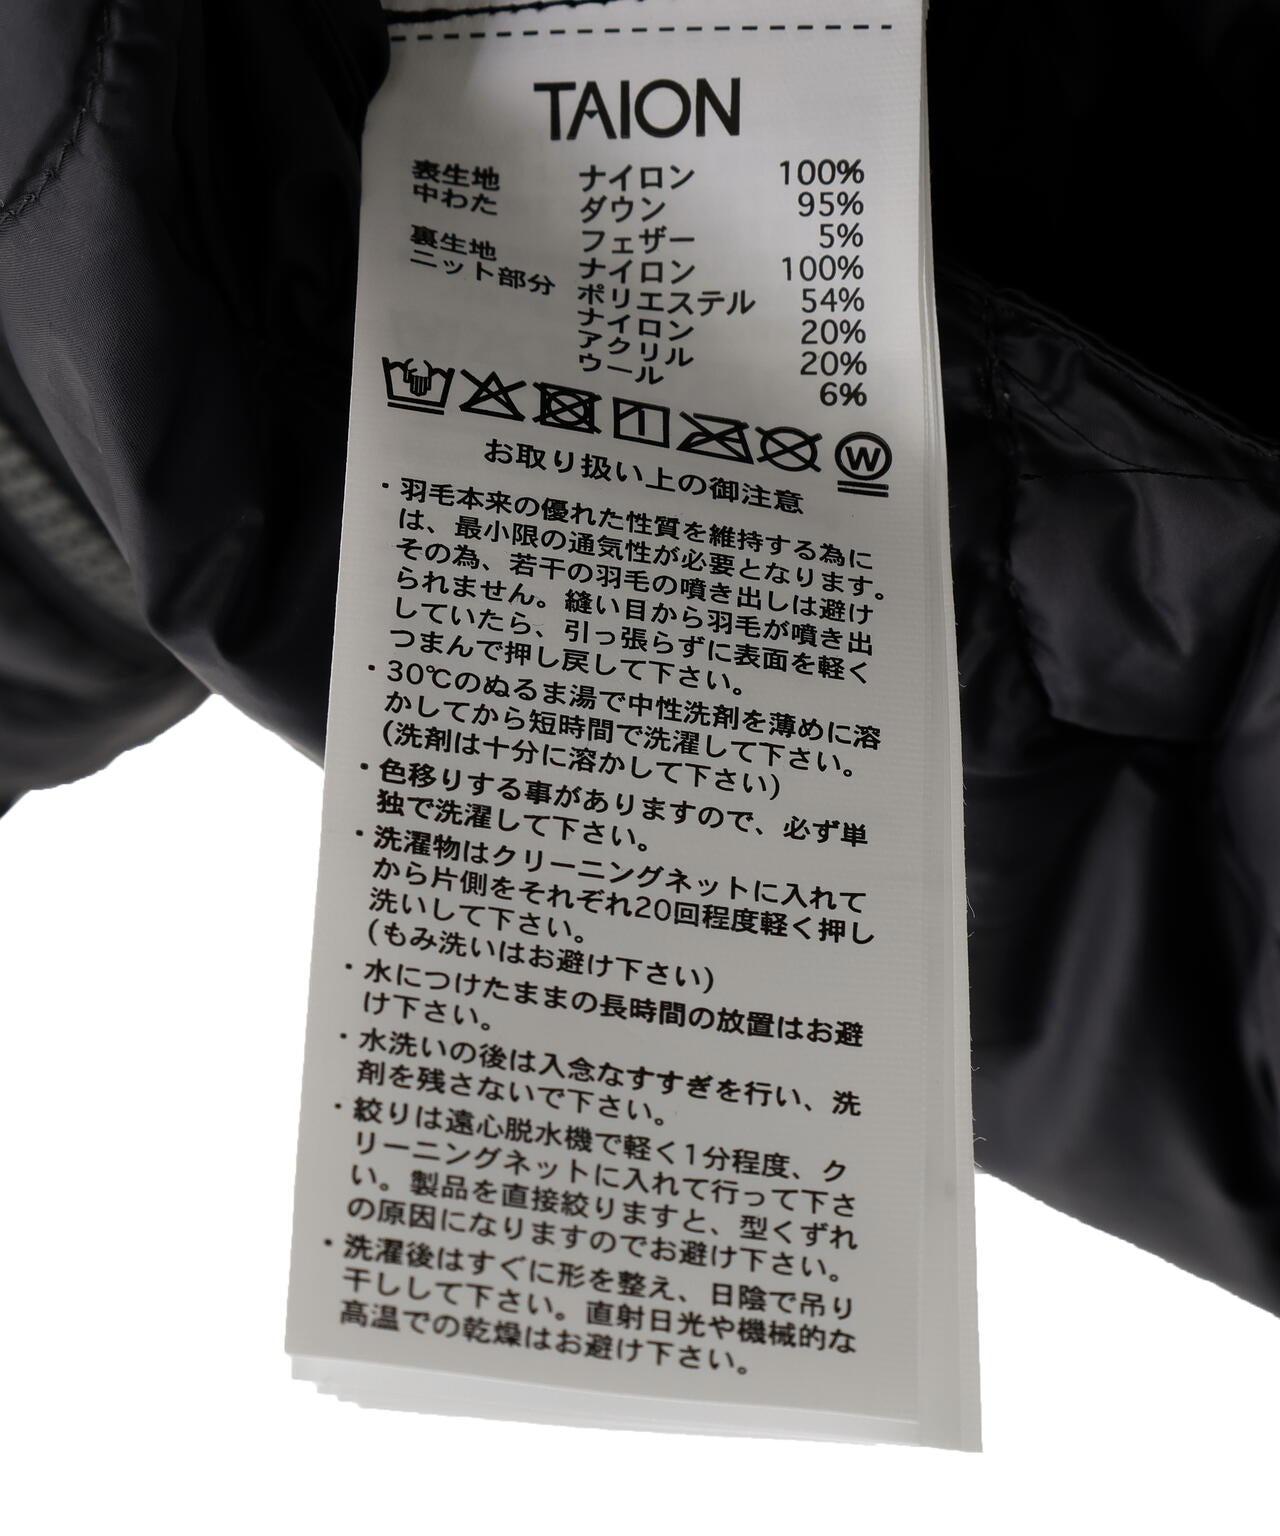 TAION
表生地 ナイロン 100%
中わた ダウン 95%
フェザー 5%
裏生地 ナイロン 100%
ニット部分 ポリエステル 54%
ナイロン 20%
アクリル 20%
ウール 6%
W
お取り扱い上の御注意
・羽毛本来の優れた性質を維持する為に
は、最小限の通気性が必要となります。
その為、若干の羽毛の噴き出しは避け
られません。縫い目から羽毛が噴き出
していたら、引っ張らずに表面を軽く
つまんで押し戻して下さい。
・30℃のぬるま湯で中性洗剤を薄めに溶
かしてから短時間で洗濯して下さい。
(洗剤は十分に溶かして下さい)
・色移りする事がありますので、必ず単
独で洗濯して下さい。
・洗濯物はクリーニングネットに入れて
から片側をそれぞれ20回程度軽く押し
洗いして下さい。
(もみ洗いはお避け下さい)
・水につけたままの長時間の放置はお避
け下さい。
・水洗いの後は入念なすすぎを行い、洗
剤を残さないで下さい。
・絞りは遠心脱水機で軽く1分程度、ク
リーニングネットに入れて行って下さ
い。製品を直接絞りますと、型くずれ
の原因になりますのでお避け下さい。
・洗濯後はすぐに形を整え、日陰で吊り
干しして下さい。直射日光や機械的な
高温での乾燥はお避け下さい。